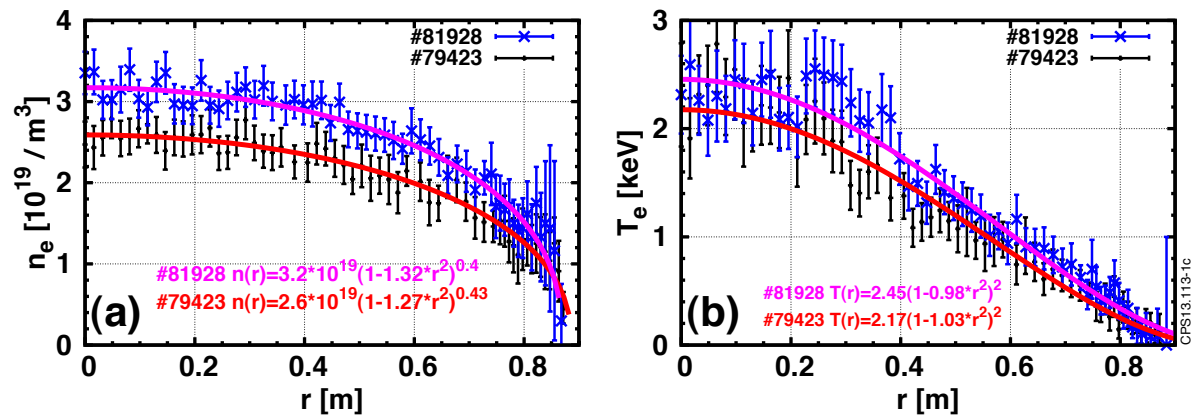 4
3
2
1
0
n_e [10^19 / m^3]
#81928
#79423
#81928 n(r)=3.2*10^19(1-1.32*r^2)^0.4
#79423 n(r)=2.6*10^19(1-1.27*r^2)^0.43
(a)
0 0.2 0.4 0.6 0.8
r [m]
3
2
1
0
T_e [keV]
#81928
#79423
#81928 T(r)=2.45(1-0.98*r^2)^2
#79423 T(r)=2.17(1-1.03*r^2)^2
(b)
0 0.2 0.4 0.6 0.8
r [m]
CPS13.113-1c